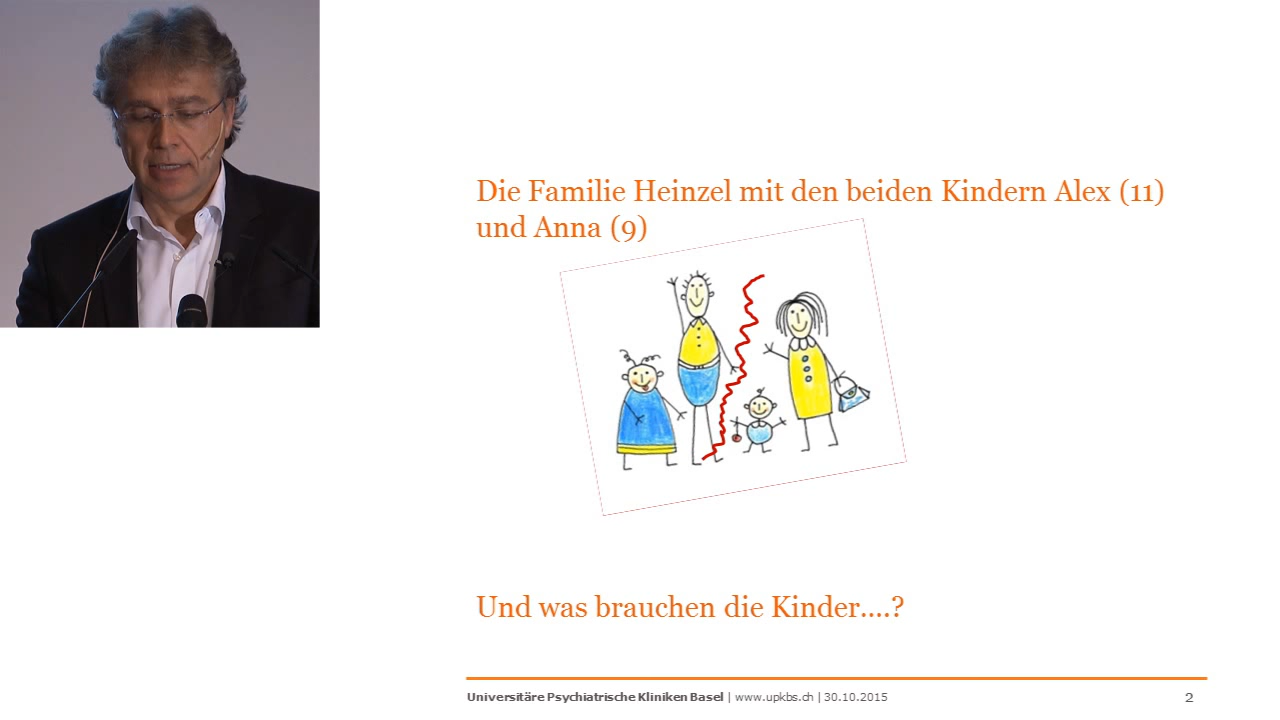 Die Familie Heinzel mit den beiden Kindern Alex (11)
und Anna (9)
Und was brauchen die Kinder....?
Universitäre Psychiatrische Kliniken Basel | www.upkbs.ch | 30.10.2015
2